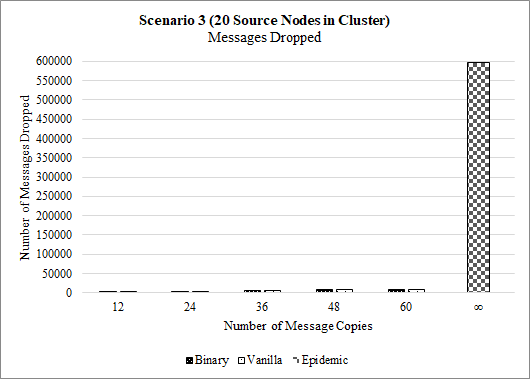 Scenario 3 (20 Source Nodes in Cluster)
Messages Dropped
Number of Messages Dropped
600000
550000
500000
450000
400000
350000
300000
250000
200000
150000
100000
50000
0
12 24 36 48 60 ∞
Number of Message Copies
Binary Vanilla Epidemic